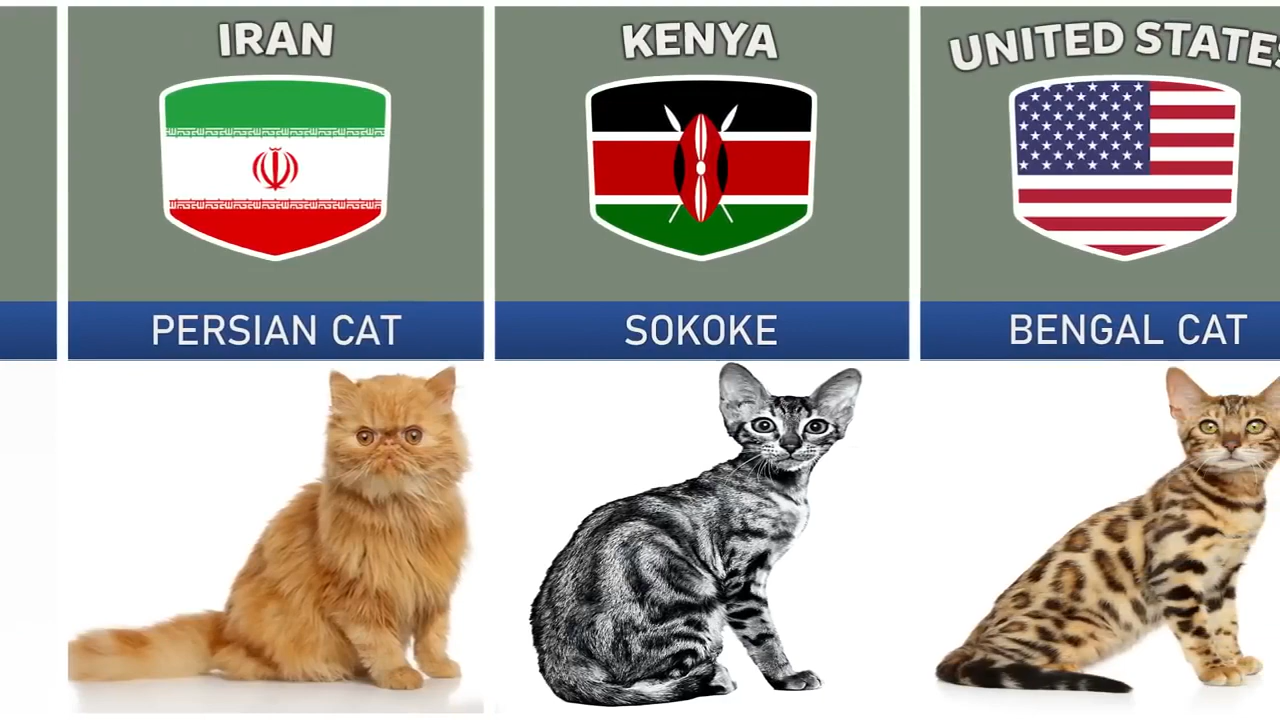 IRAN
PERSIAN CAT
KENYA
SOKOKE
UNITED STATES
BENGAL CAT